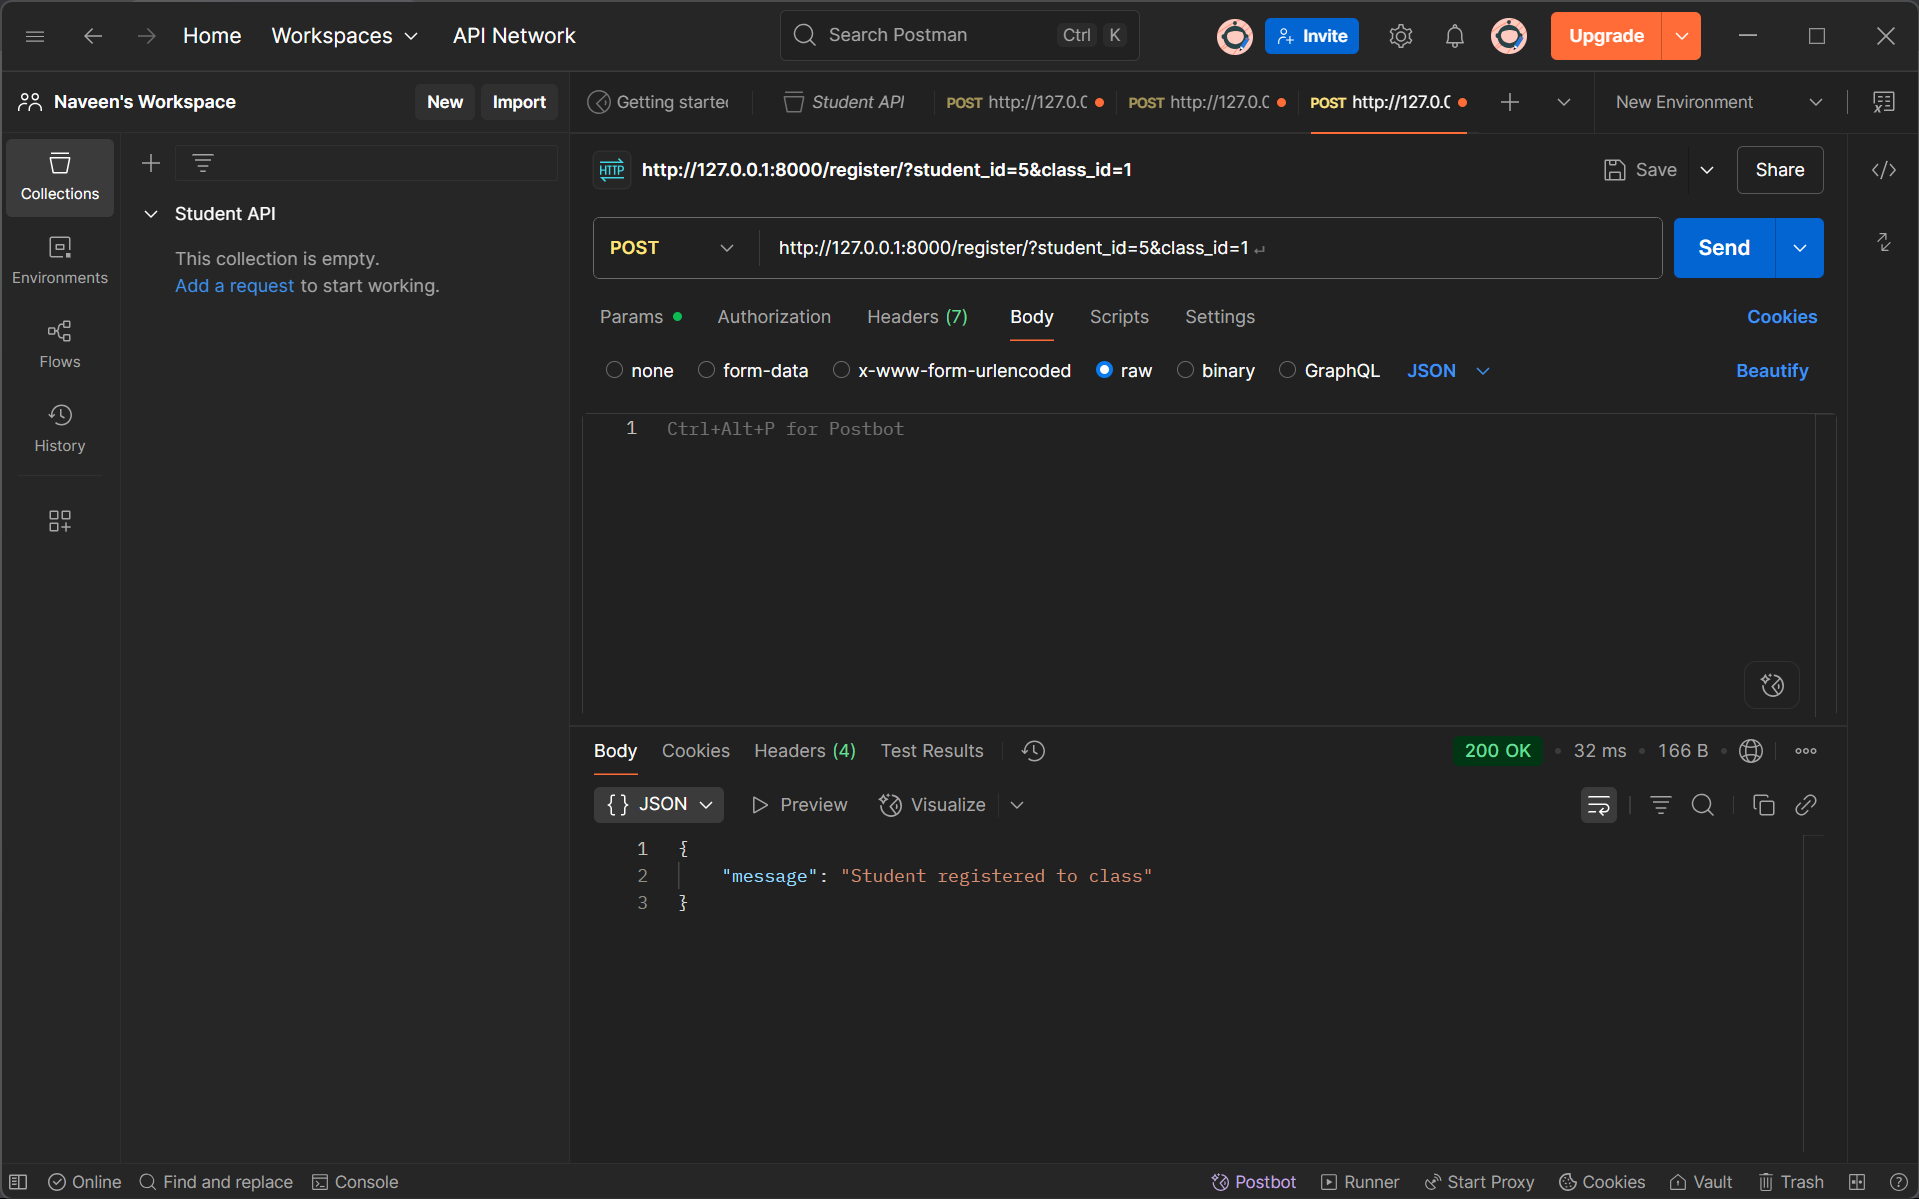 Home Workspaces API Network Search Postman Ctrl K Invite Upgrade
Naveen's Workspace New Import Getting starte Student API POST http://127.0.0 POST http://127.0.0 POST http://127.0.0 New Environment
Collections
Environments
Flows
History
Student API
This collection is empty.
Add a request to start working.
HTTP http://127.0.0.1:8000/register/?student_id=5&class_id=1 Save Share
POST http://127.0.0.1:8000/register/?student_id=5&class_id=1 Send
Params Authorization Headers (7) Body Scripts Settings Cookies
none form-data x-www-form-urlencoded raw binary GraphQL JSON Beautify
1 Ctrl+Alt+P for Postbot
Body Cookies Headers (4) Test Results 200 OK • 32 ms • 166 B •
{} JSON Preview Visualize
1 {
2 "message": "Student registered to class"
3 }
Online Find and replace Console Postbot Runner Start Proxy Cookies Vault Trash